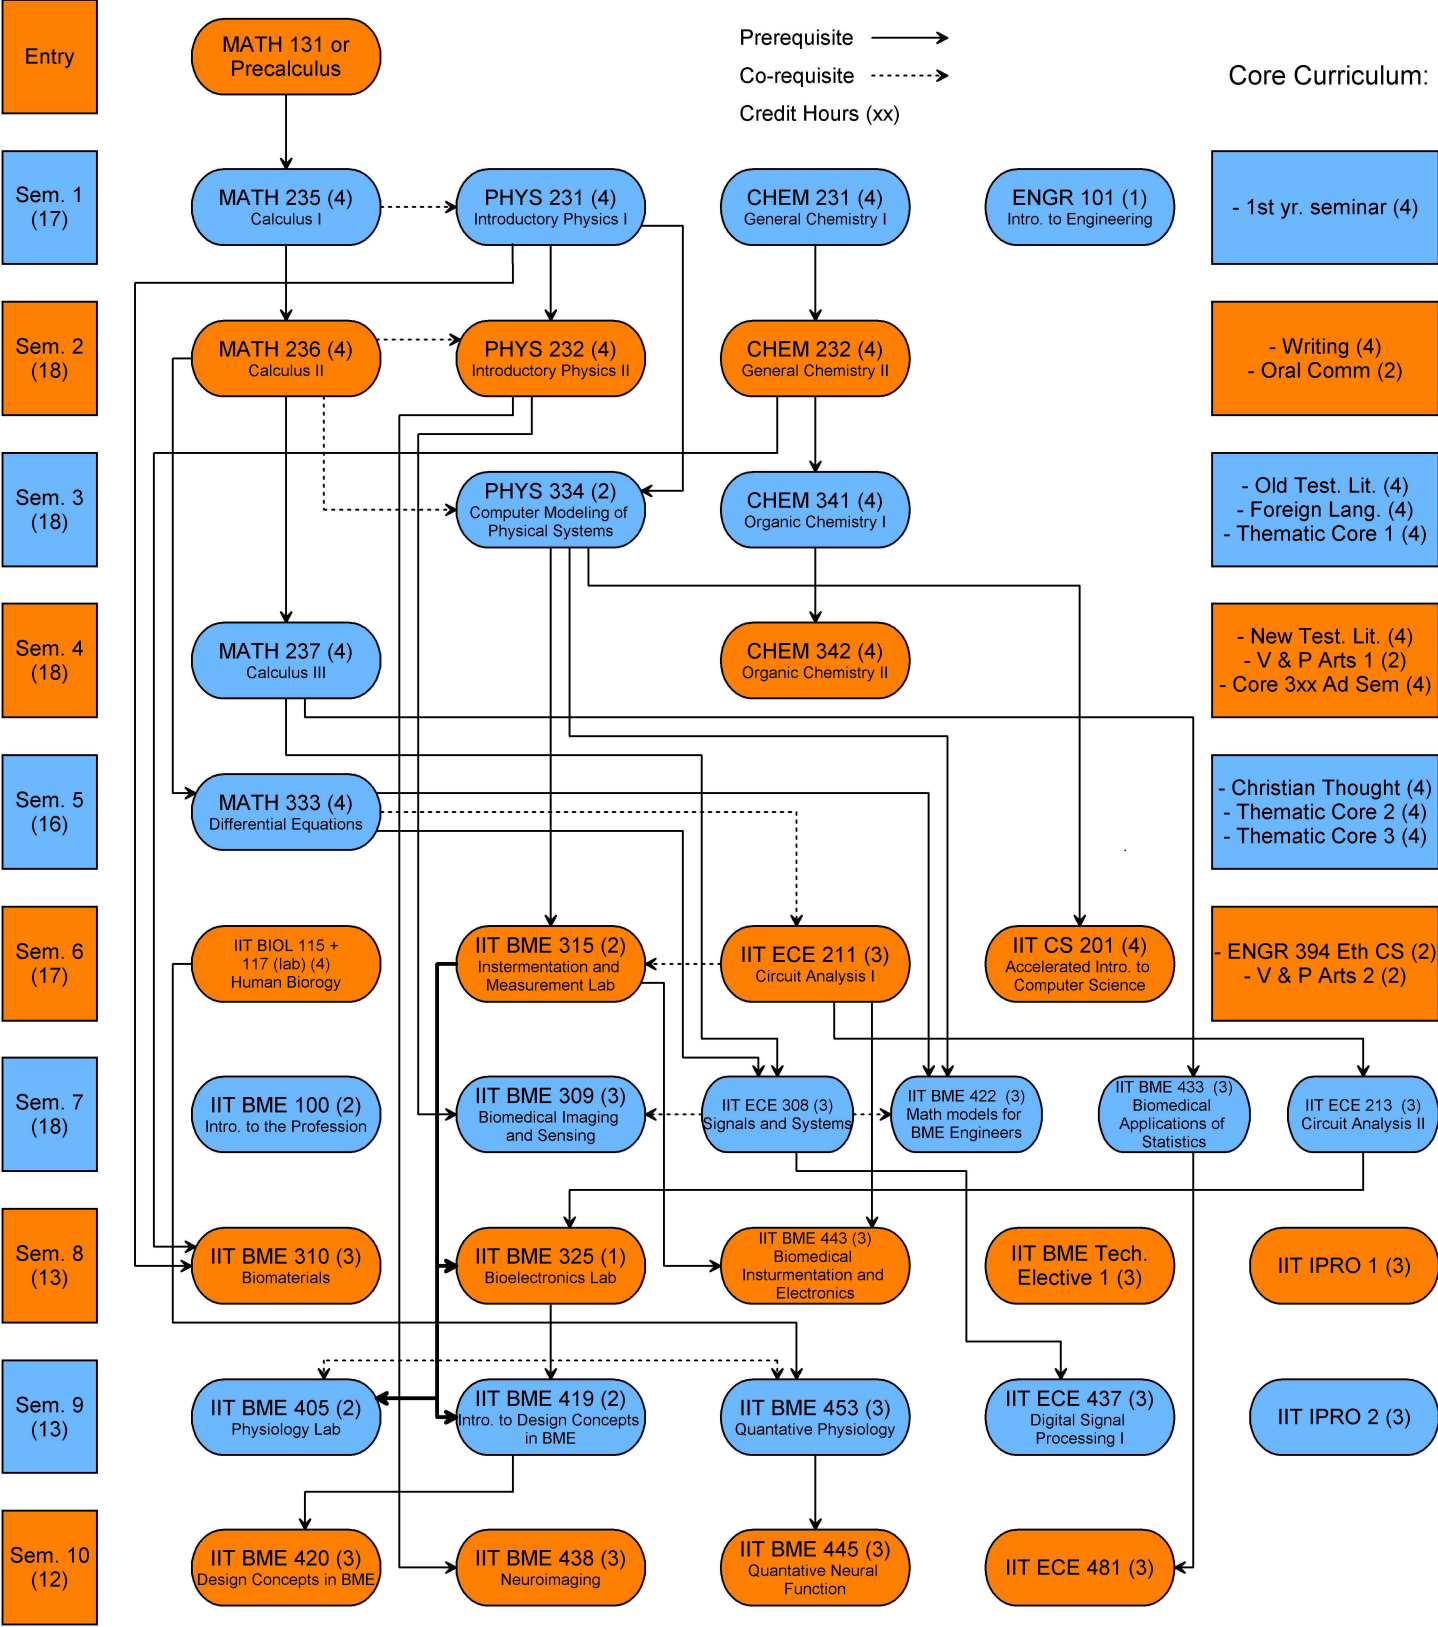 Entry
MATH 131 or
Precalculus
Prerequisite
Co-requisite
Credit Hours (xx)
Core Curriculum:
Sem. 1
(17)
MATH 235 (4)
Calculus I
PHYS 231 (4)
Introductory Physics I
CHEM 231 (4)
General Chemistry I
ENGR 101 (1)
Intro. to Engineering
- 1st yr. seminar (4)
Sem. 2
(18)
MATH 236 (4)
Calculus II
PHYS 232 (4)
Introductory Physics II
CHEM 232 (4)
General Chemistry II
- Writing (4)
- Oral Comm (2)
Sem. 3
(18)
PHYS 334 (2)
Computer Modeling of
Physical Systems
CHEM 341 (4)
Organic Chemistry I
- Old Test. Lit. (4)
- Foreign Lang. (4)
- Thematic Core 1 (4)
Sem. 4
(18)
MATH 237 (4)
Calculus III
CHEM 342 (4)
Organic Chemistry II
- New Test. Lit. (4)
- V & P Arts 1 (2)
- Core 3xx Ad Sem (4)
Sem. 5
(16)
MATH 333 (4)
Differential Equations
- Christian Thought (4)
- Thematic Core 2 (4)
- Thematic Core 3 (4)
Sem. 6
(17)
IIT BIOL 115 +
117 (lab) (4)
Human Biorogy
IIT BME 315 (2)
Instermentation and
Measurement Lab
IIT ECE 211 (3)
Circuit Analysis I
IIT CS 201 (4)
Accelerated Intro. to
Computer Science
- ENGR 394 Eth CS (2)
- V & P Arts 2 (2)
Sem. 7
(18)
IIT BME 100 (2)
Intro. to the Profession
IIT BME 309 (3)
Biomedical Imaging
and Sensing
IIT ECE 308 (3)
Signals and Systems
IIT BME 422 (3)
Math models for
BME Engineers
IIT BME 433 (3)
Biomedical
Applications of
Statistics
IIT ECE 213 (3)
Circuit Analysis II
Sem. 8
(13)
IIT BME 310 (3)
Biomaterials
IIT BME 325 (1)
Bioelectronics Lab
IIT BME 443 (3)
Biomedical
Insturmentation and
Electronics
IIT BME Tech.
Elective 1 (3)
IIT IPRO 1 (3)
Sem. 9
(13)
IIT BME 405 (2)
Physiology Lab
IIT BME 419 (2)
Intro. to Design Concepts
in BME
IIT BME 453 (3)
Quantative Physiology
IIT ECE 437 (3)
Digital Signal
Processing I
IIT IPRO 2 (3)
Sem. 10
(12)
IIT BME 420 (3)
Design Concepts in BME
IIT BME 438 (3)
Neuroimaging
IIT BME 445 (3)
Quantative Neural
Function
IIT ECE 481 (3)